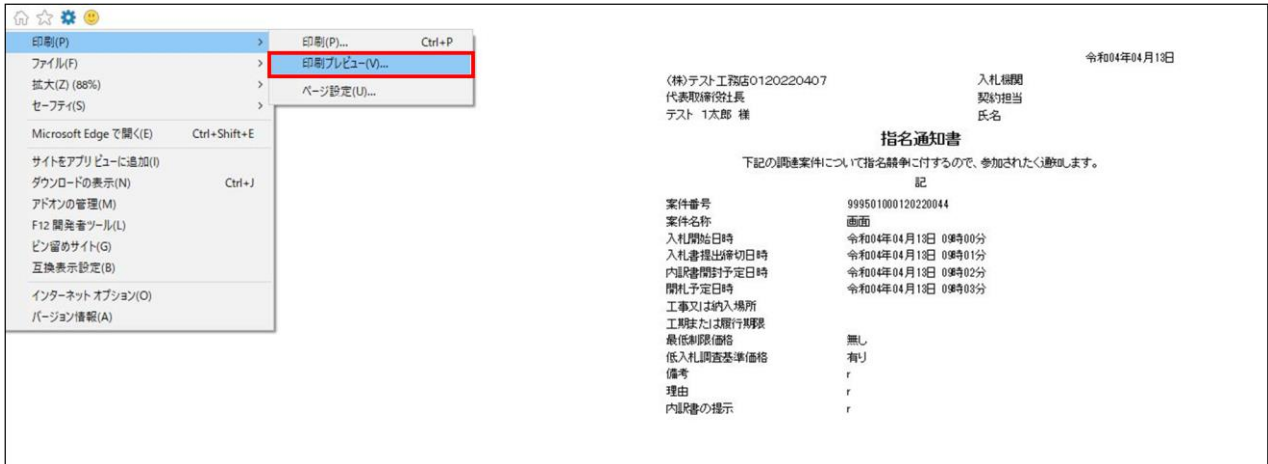 印刷(P) >
ファイル(F) >
拡大(Z) (88%) >
セーフティ(S) >
Microsoft Edge で開く(E) Ctrl+Shift+E
サイトをアプリ ビューに追加(I)
ダウンロードの表示(N) Ctrl+J
アドオンの管理(M)
F12 開発者ツール(L)
ピン留めサイト(G)
互換表示設定(B)
インターネット オプション(O)
バージョン情報(A)
印刷(P)... Ctrl+P
印刷プレビュー(V)...
ページ設定(U)...
令和04年04月13日
(株)テスト工務店0120220407 入札機関
代表取締役社長 契約担当
テスト 1太郎 様 氏名
指名通知書
下記の調達案件について指名競争に付するので、参加されたく通知します。
記
案件番号 999501000120220044
案件名称 画面
入札開始日時 令和04年04月13日 09時00分
入札書提出締切日時 令和04年04月13日 09時01分
内訳書開封予定日時 令和04年04月13日 09時02分
開札予定日時 令和04年04月13日 09時03分
工事又は納入場所
工期または履行期限
最低制限価格 無し
低入札調査基準価格 有り
備考 r
理由 r
内訳書の提示 r